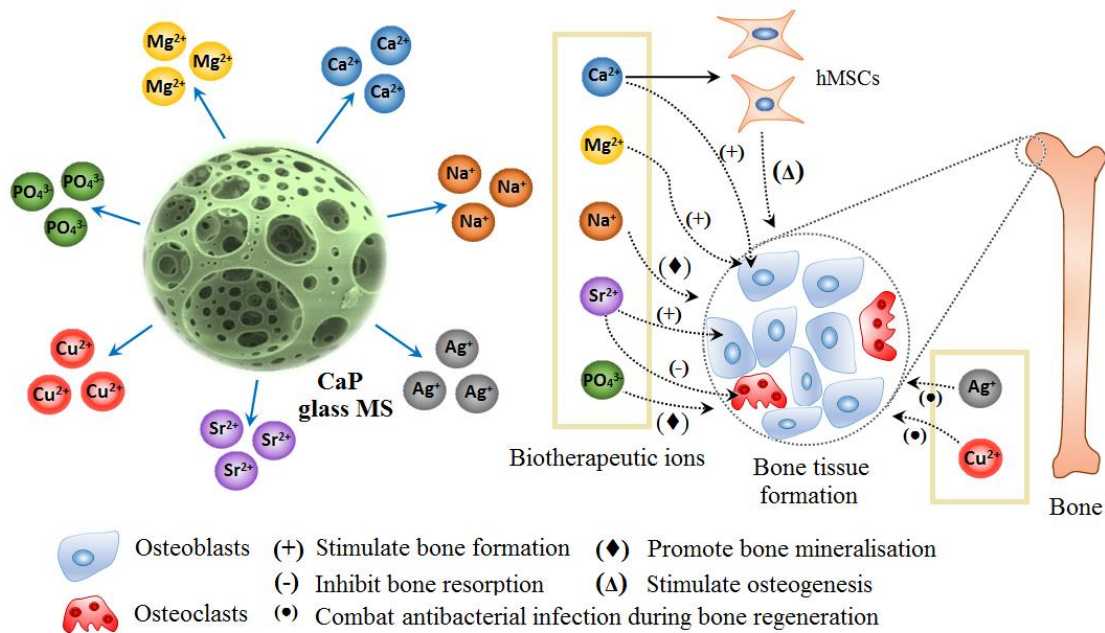 Mg²⁺
Mg²⁺
Mg²⁺
Ca²⁺
Ca²⁺
Ca²⁺
PO₄³⁻
PO₄³⁻
PO₄³⁻
Na⁺
Na⁺
Na⁺
Cu²⁺
Cu²⁺
Cu²⁺
Ag⁺
Ag⁺
Ag⁺
Sr²⁺
Sr²⁺
Sr²⁺
CaP
glass MS
Ca²⁺
Mg²⁺
Na⁺
Sr²⁺
PO₄³⁻
Biotherapeutic ions
hMSCs
(+)
(Δ)
(+)
(♦)
(+)
(-)
(♦)
Bone tissue
formation
Ag⁺
(•)
(•)
Cu²⁺
Bone
Osteoblasts (+) Stimulate bone formation (♦) Promote bone mineralisation
(-) Inhibit bone resorption (Δ) Stimulate osteogenesis
Osteoclasts (•) Combat antibacterial infection during bone regeneration